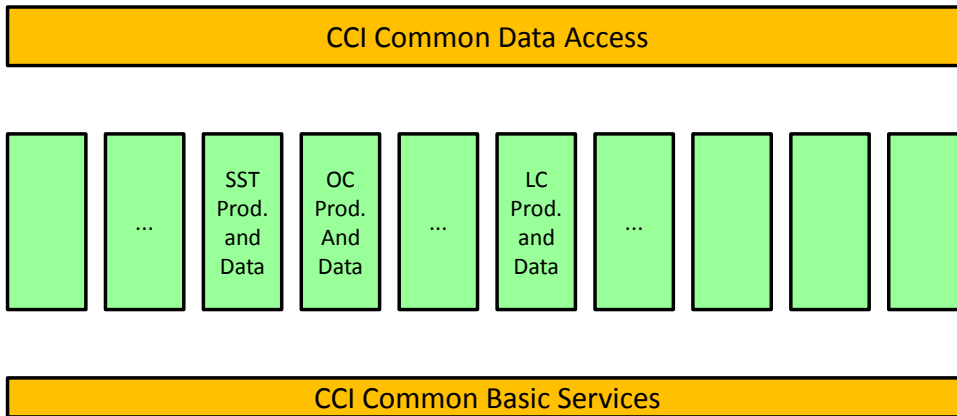 CCI Common Data Access
...
SST
Prod.
and
Data
OC
Prod.
And
Data
...
LC
Prod.
and
Data
...
CCI Common Basic Services